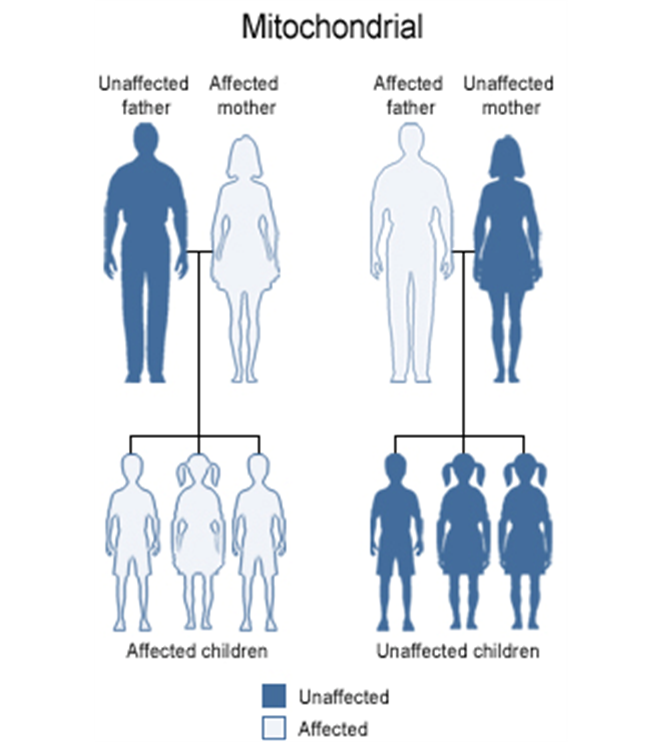 Mitochondrial
Unaffected father
Affected mother
Affected father
Unaffected mother
Affected children
Unaffected children
Unaffected
Affected